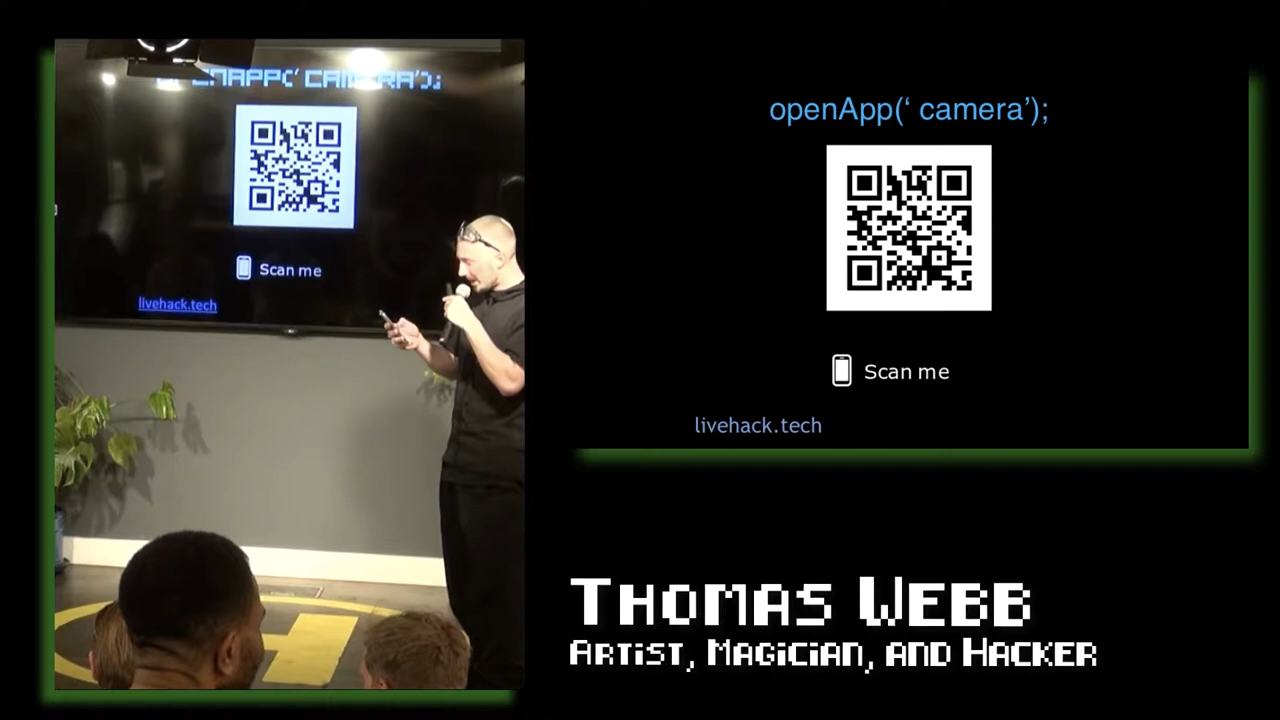 Scan me
livehack.tech
openApp(‘ camera’);
Scan me
livehack.tech
Thomas Webb
Artist, Magician, and Hacker